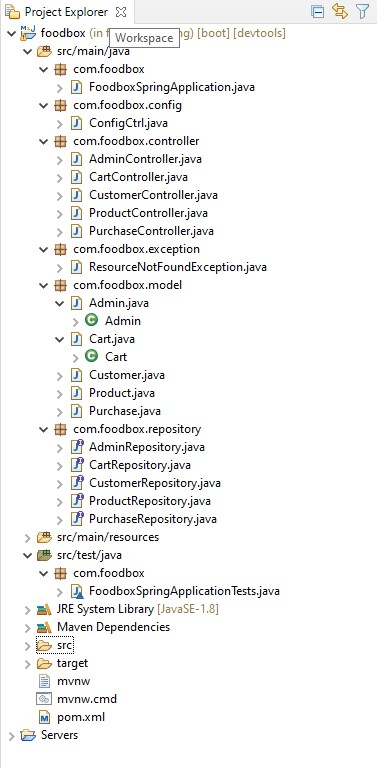 Project Explorer
foodbox (in f ng) [boot] [devtools]
Workspace
src/main/java
com.foodbox
FoodboxSpringApplication.java
com.foodbox.config
ConfigCtrl.java
com.foodbox.controller
AdminController.java
CartController.java
CustomerController.java
ProductController.java
PurchaseController.java
com.foodbox.exception
ResourceNotFoundException.java
com.foodbox.model
Admin.java
Admin
Cart.java
Cart
Customer.java
Product.java
Purchase.java
com.foodbox.repository
AdminRepository.java
CartRepository.java
CustomerRepository.java
ProductRepository.java
PurchaseRepository.java
src/main/resources
src/test/java
com.foodbox
FoodboxSpringApplicationTests.java
JRE System Library [JavaSE-1.8]
Maven Dependencies
src
target
mvnw
mvnw.cmd
pom.xml
Servers